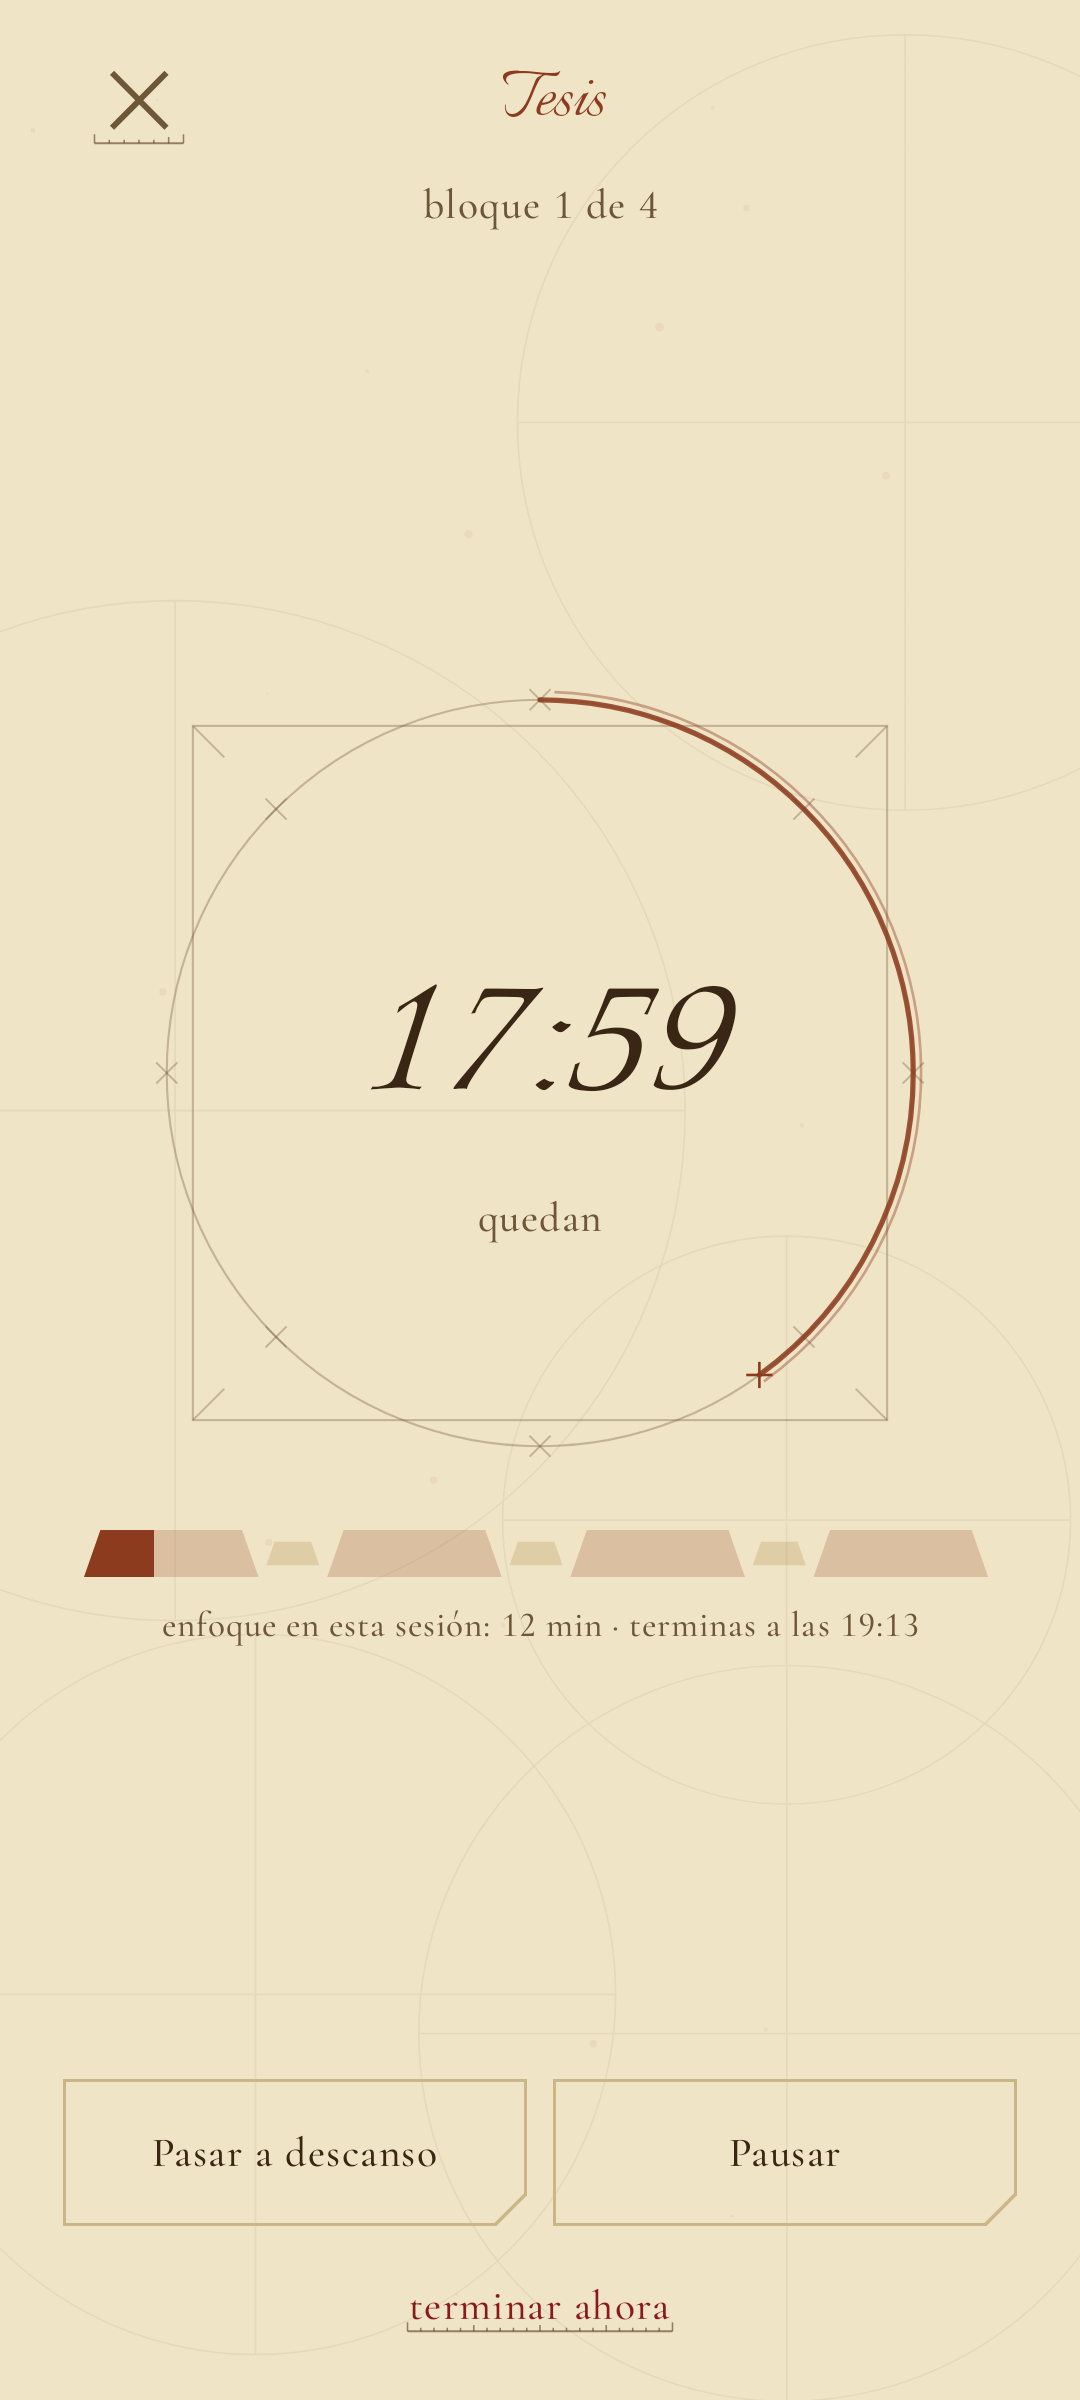 Tesis
bloque 1 de 4
17:59
quedan
enfoque en esta sesión: 12 min · terminas a las 19:13
Pasar a descanso
Pausar
terminar ahora